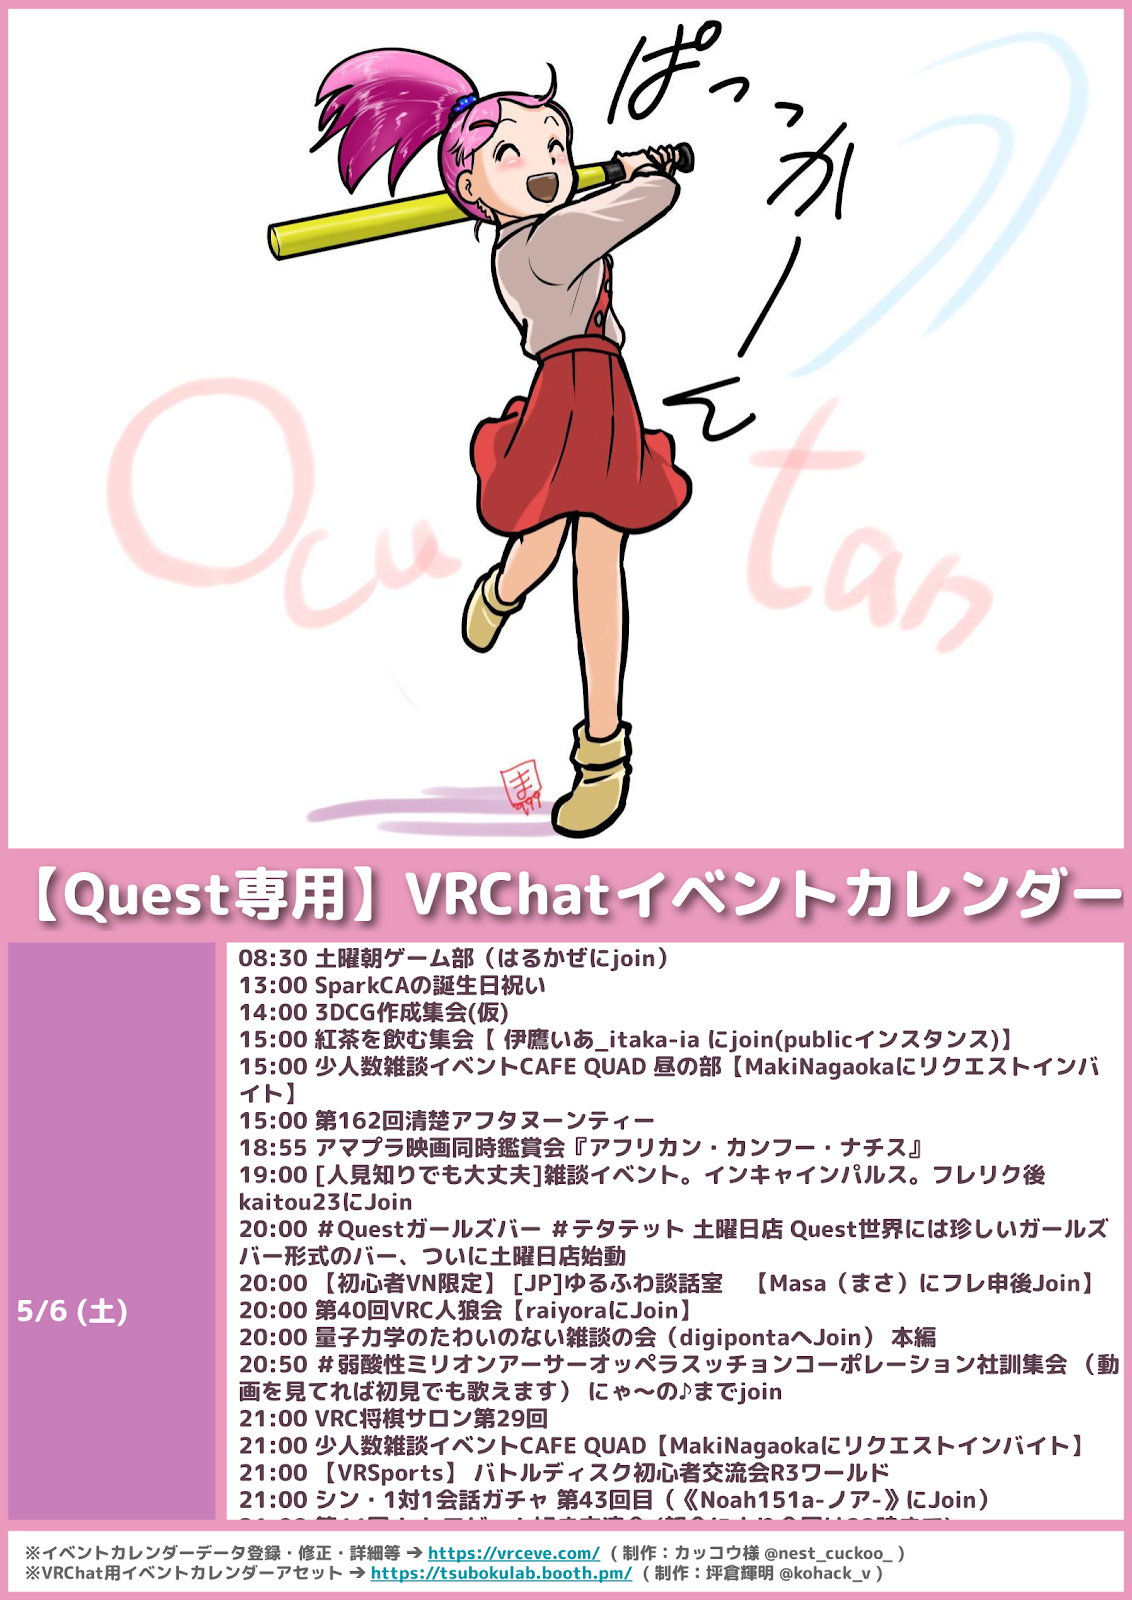 ぱっっカーん
Ocu tan
ま
999
【Quest専用】VRChatイベントカレンダー
5/6 (土)
08:30 土曜朝ゲーム部（はるかぜにjoin）
13:00 SparkCAの誕生日祝い
14:00 3DCG作成集会(仮)
15:00 紅茶を飲む集会【 伊鷹いあ_itaka-ia にjoin(publicインスタンス)】
15:00 少人数雑談イベントCAFE QUAD 昼の部【MakiNagaokaにリクエストインバ
イト】
15:00 第162回清楚アフタヌーンティー
18:55 アマプラ映画同時鑑賞会『アフリカン・カンフー・ナチス』
19:00 [人見知りでも大丈夫]雑談イベント。インキャインパルス。フレリク後
kaitou23にJoin
20:00 ＃Questガールズバー ＃テタテット 土曜日店 Quest世界には珍しいガールズ
バー形式のバー、ついに土曜日店始動
20:00 【初心者VN限定】 [JP]ゆるふわ談話室　【Masa（まさ）にフレ申後Join】
20:00 第40回VRC人狼会【raiyoraにJoin】
20:00 量子力学のたわいのない雑談の会（digipontaへJoin） 本編
20:50 ＃弱酸性ミリオンアーサーオッペラスッチョンコーポレーション社訓集会 （動
画を見てれば初見でも歌えます） にゃ〜の♪までjoin
21:00 VRC将棋サロン第29回
21:00 少人数雑談イベントCAFE QUAD【MakiNagaokaにリクエストインバイト】
21:00 【VRSports】 バトルディスク初心者交流会R3ワールド
21:00 シン・1対1会話ガチャ 第43回目（《Noah151a-ノア-》にJoin）
※イベントカレンダーデータ登録・修正・詳細等 ➔ https://vrceve.com/ （ 制作：カッコウ様 @nest_cuckoo_ ）
※VRChat用イベントカレンダーアセット ➔ https://tsubokulab.booth.pm/ （ 制作：坪倉輝明 @kohack_v ）